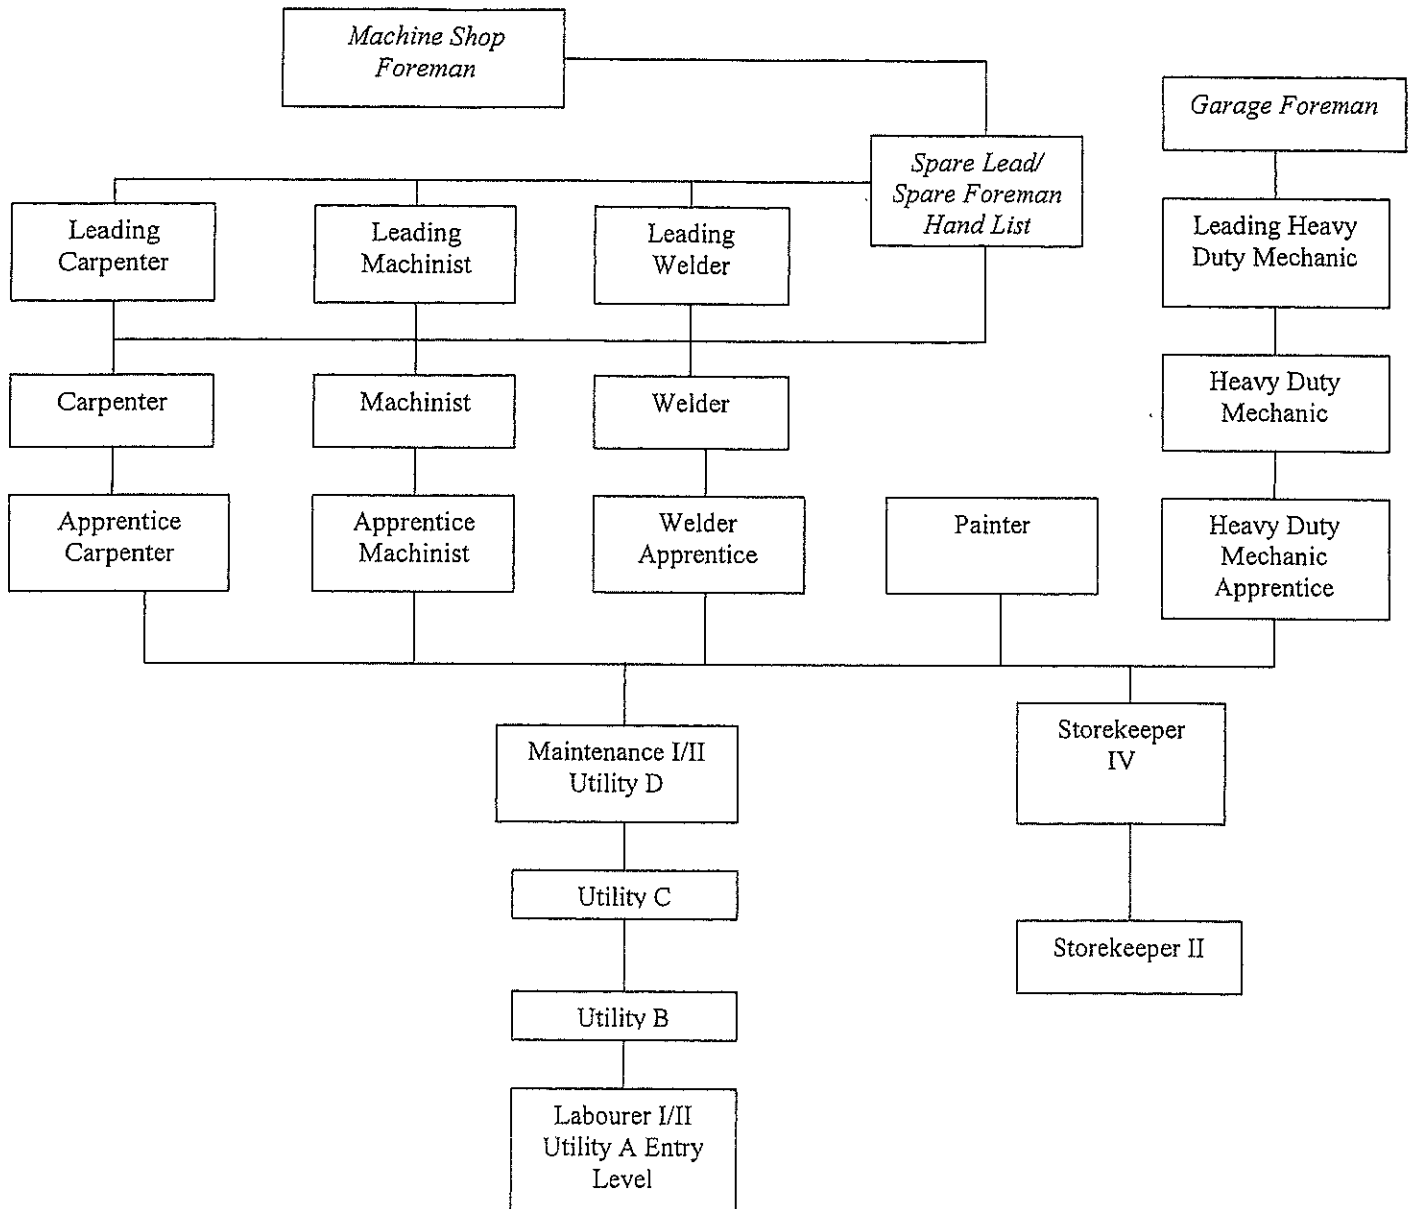 Machine Shop
Foreman
Garage Foreman
Spare Lead/
Spare Foreman
Hand List
Leading
Carpenter
Leading
Machinist
Leading
Welder
Leading Heavy
Duty Mechanic
Carpenter
Machinist
Welder
Heavy Duty
Mechanic
Apprentice
Carpenter
Apprentice
Machinist
Welder
Apprentice
Painter
Heavy Duty
Mechanic
Apprentice
Maintenance I/II
Utility D
Storekeeper
IV
Utility C
Storekeeper II
Utility B
Labourer I/II
Utility A Entry
Level